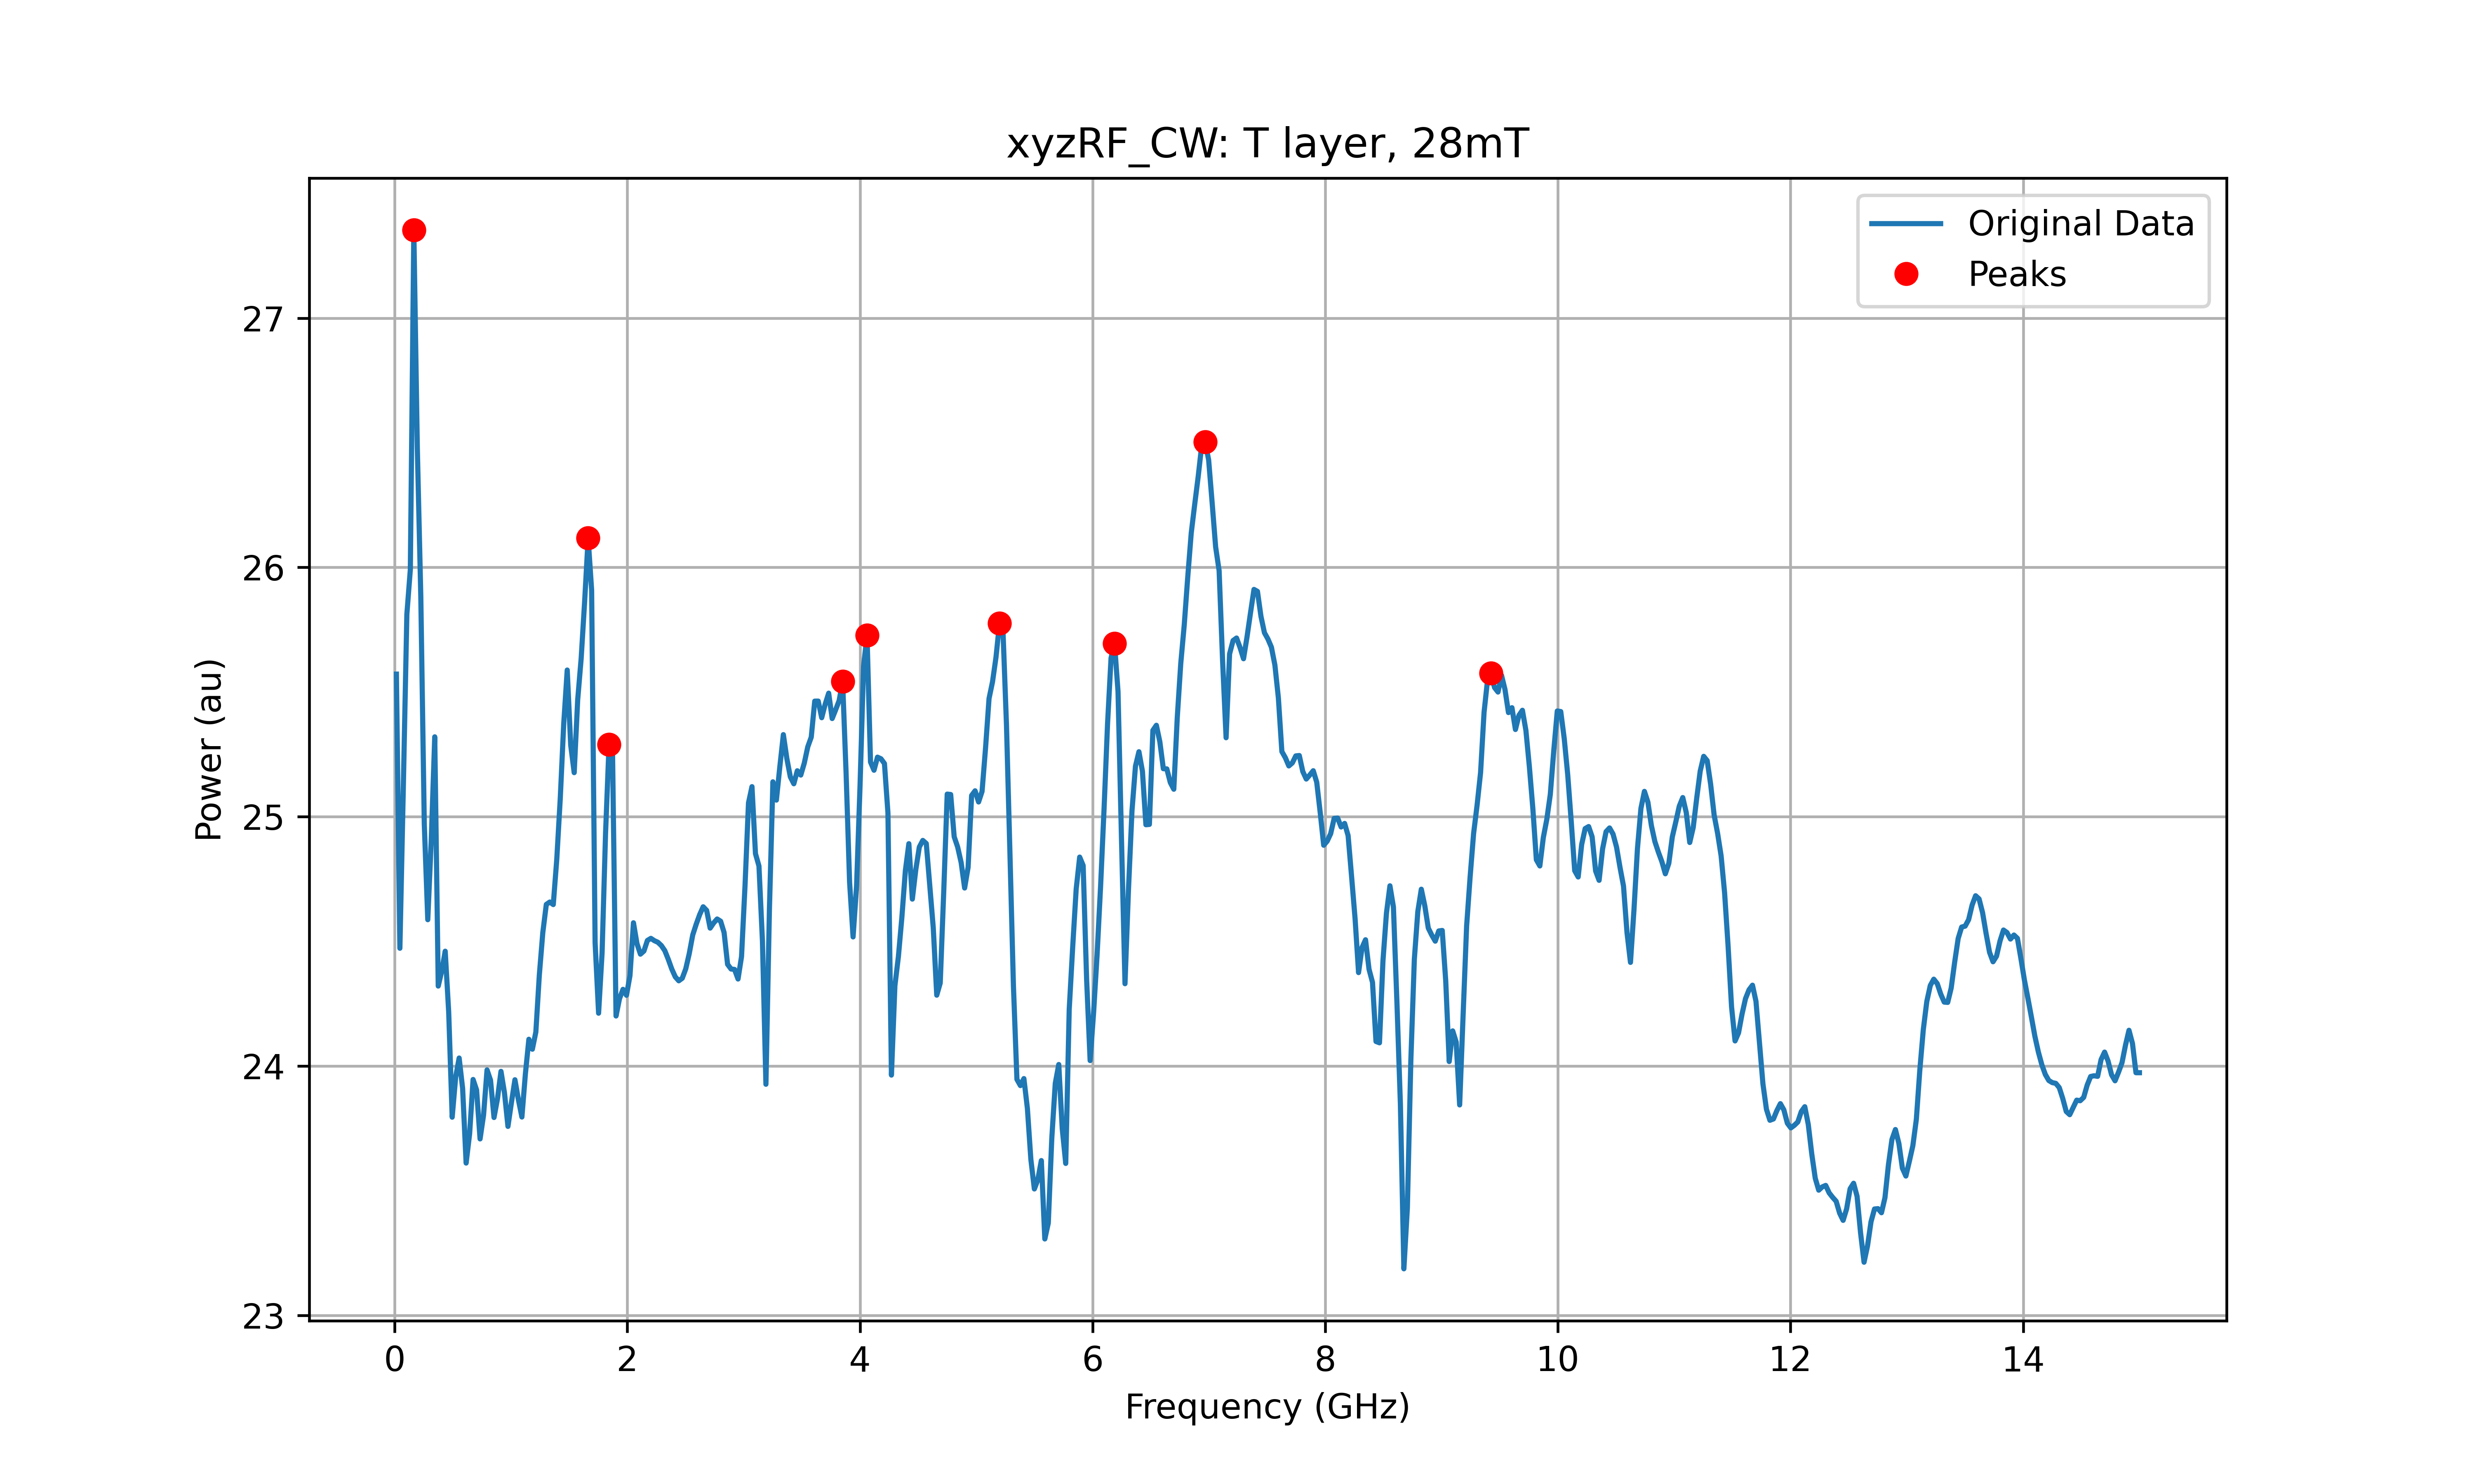 xyzRF_CW: T layer, 28mT
Original Data
Peaks
27
26
25
24
23
Power (au)
0 2 4 6 8 10 12 14
Frequency (GHz)